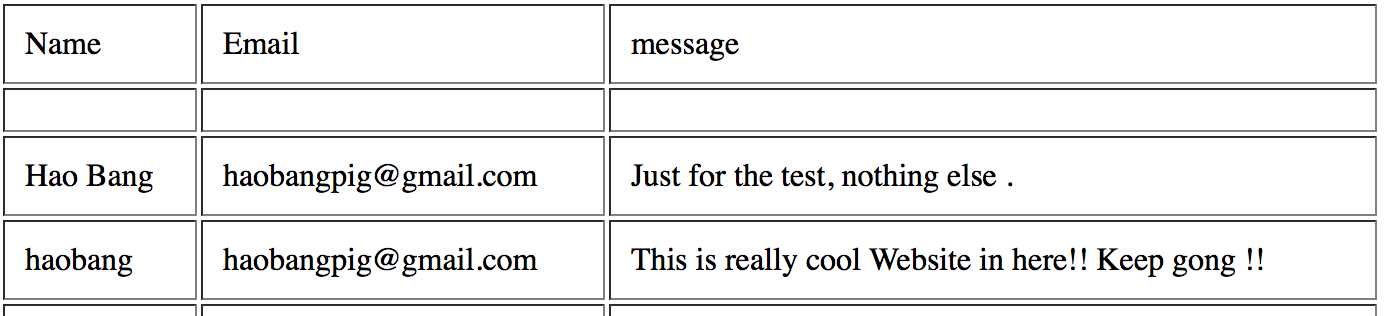 Name Email message
Hao Bang haobangpig@gmail.com Just for the test, nothing else .
haobang haobangpig@gmail.com This is really cool Website in here!! Keep gong !!